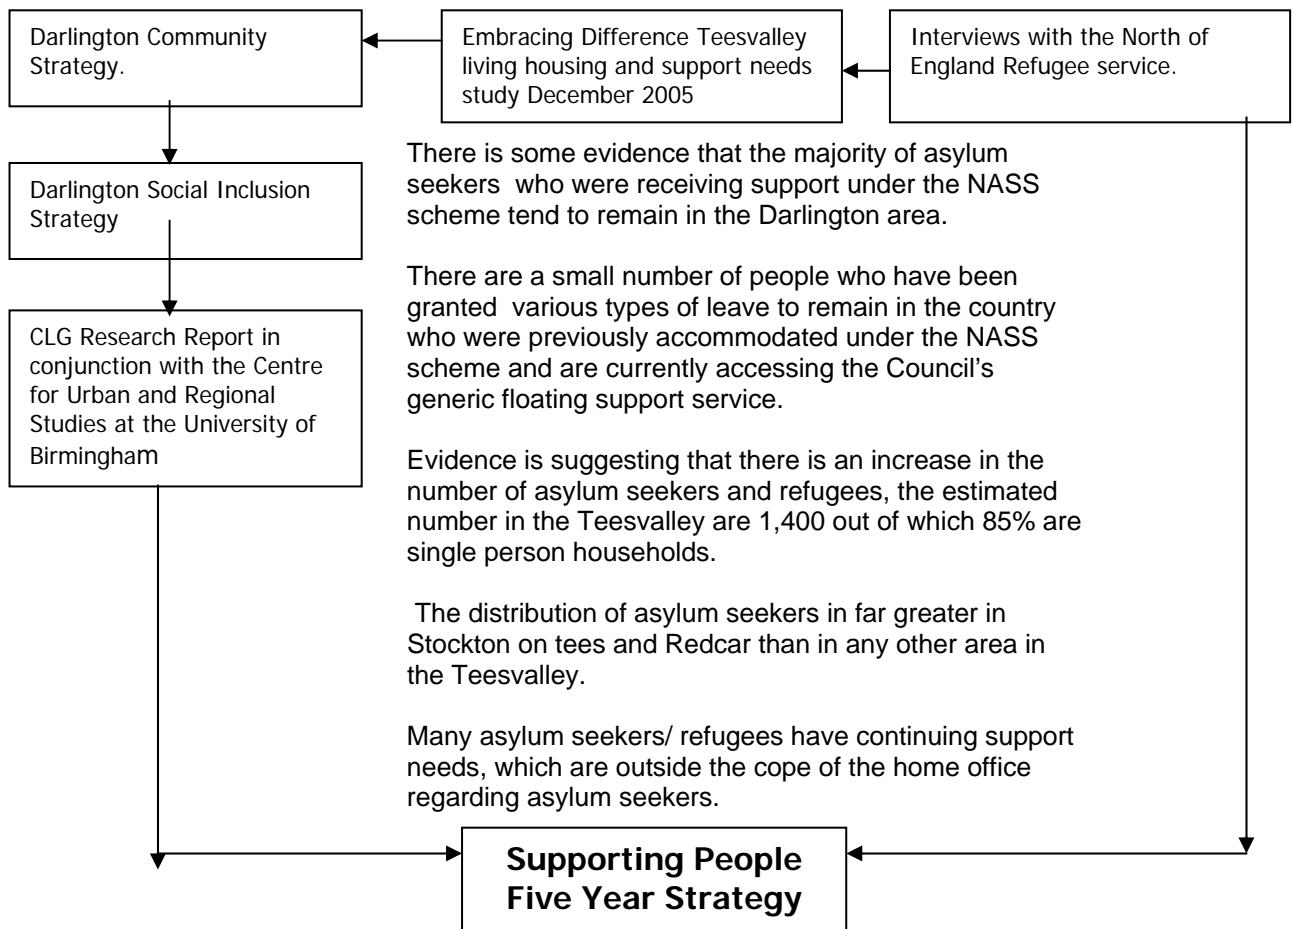 Darlington Community
Strategy.
Embracing Difference Teesvalley
living housing and support needs
study December 2005
Interviews with the North of
England Refugee service.
Darlington Social Inclusion
Strategy
CLG Research Report in
conjunction with the Centre
for Urban and Regional
Studies at the University of
Birmingham
There is some evidence that the majority of asylum
seekers who were receiving support under the NASS
scheme tend to remain in the Darlington area.
There are a small number of people who have been
granted various types of leave to remain in the country
who were previously accommodated under the NASS
scheme and are currently accessing the Council's
generic floating support service.
Evidence is suggesting that there is an increase in the
number of asylum seekers and refugees, the estimated
number in the Teesvalley are 1,400 out of which 85% are
single person households.
The distribution of asylum seekers in far greater in
Stockton on tees and Redcar than in any other area in
the Teesvalley.
Many asylum seekers/ refugees have continuing support
needs, which are outside the cope of the home office
regarding asylum seekers.
Supporting People
Five Year Strategy